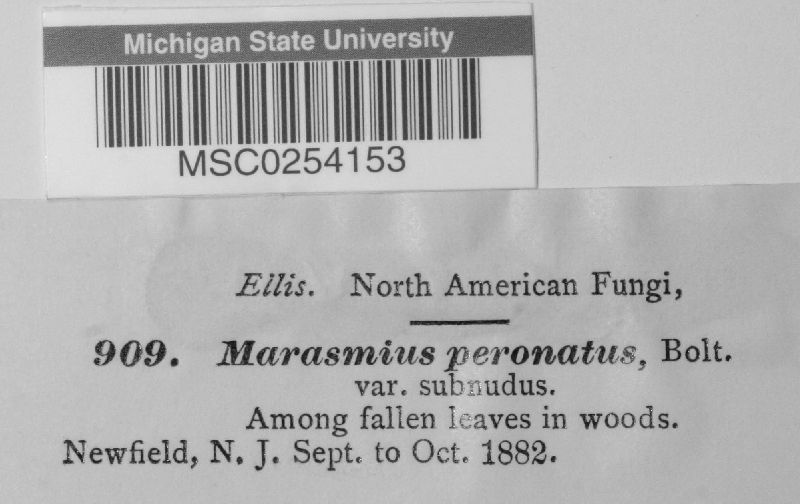 Michigan State University
MSC0254153
Ellis. North American Fungi,
909. Marasmius peronatus, Bolt.
var. subnudus.
Among fallen leaves in woods.
Newfield, N. J. Sept. to Oct. 1882.